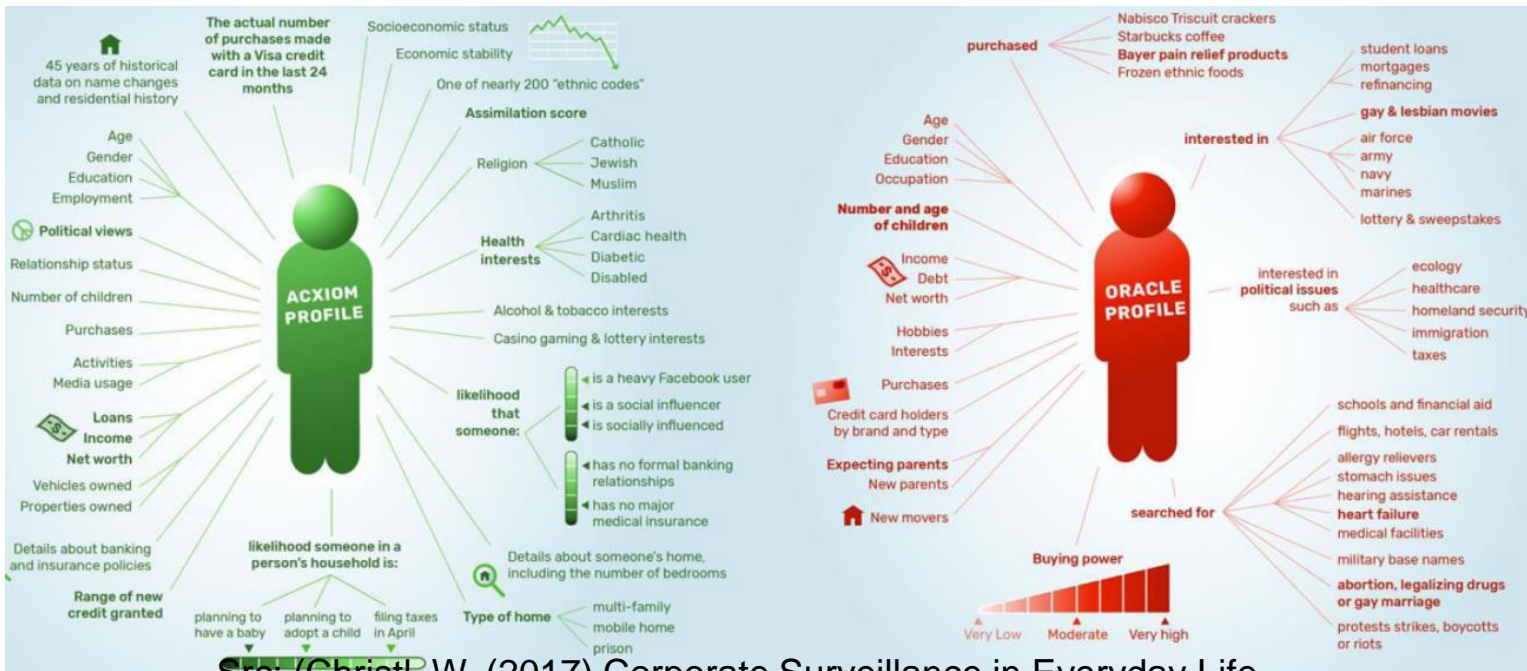 45 years of historical
data on name changes
and residential history
The actual number
of purchases made
with a Visa credit
card in the last 24
months
Socioeconomic status
Economic stability
One of nearly 200 "ethnic codes"
Assimilation score
Religion
Catholic
Jewish
Muslim
Health
interests
Arthritis
Cardiac health
Diabetic
Disabled
Alcohol & tobacco interests
Casino gaming & lottery interests
likelihood
that
someone:
is a heavy Facebook user
is a social influencer
is socially influenced
has no formal banking
relationships
has no major
medical insurance
Details about someone's home,
including the number of bedrooms
Type of home
multi-family
mobile home
prison
Age
Gender
Education
Employment
Political views
Relationship status
Number of children
Purchases
Activities
Media usage
Loans
Income
Net worth
Vehicles owned
Properties owned
Details about banking
and insurance policies
Range of new
credit granted
likelihood someone in a
person's household is:
planning to
have a baby
planning to
adopt a child
filing taxes
in April
ACXIOM
PROFILE
purchased
Nabisco Triscuit crackers
Starbucks coffee
Bayer pain relief products
Frozen ethnic foods
interested in
student loans
mortgages
refinancing
gay & lesbian movies
air force
army
navy
marines
lottery & sweepstakes
interested in
political issues
such as
ecology
healthcare
homeland security
immigration
taxes
searched for
schools and financial aid
flights, hotels, car rentals
allergy relievers
stomach issues
hearing assistance
heart failure
medical facilities
military base names
abortion, legalizing drugs
or gay marriage
protests strikes, boycotts
or riots
Age
Gender
Education
Occupation
Number and age
of children
Income
Debt
Net worth
Hobbies
Interests
Purchases
Credit card holders
by brand and type
Expecting parents
New parents
New movers
Buying power
Very Low
Moderate
Very high
ORACLE
PROFILE
Src: (Christl, W. (2017) Corporate Surveillance in Everyday Life